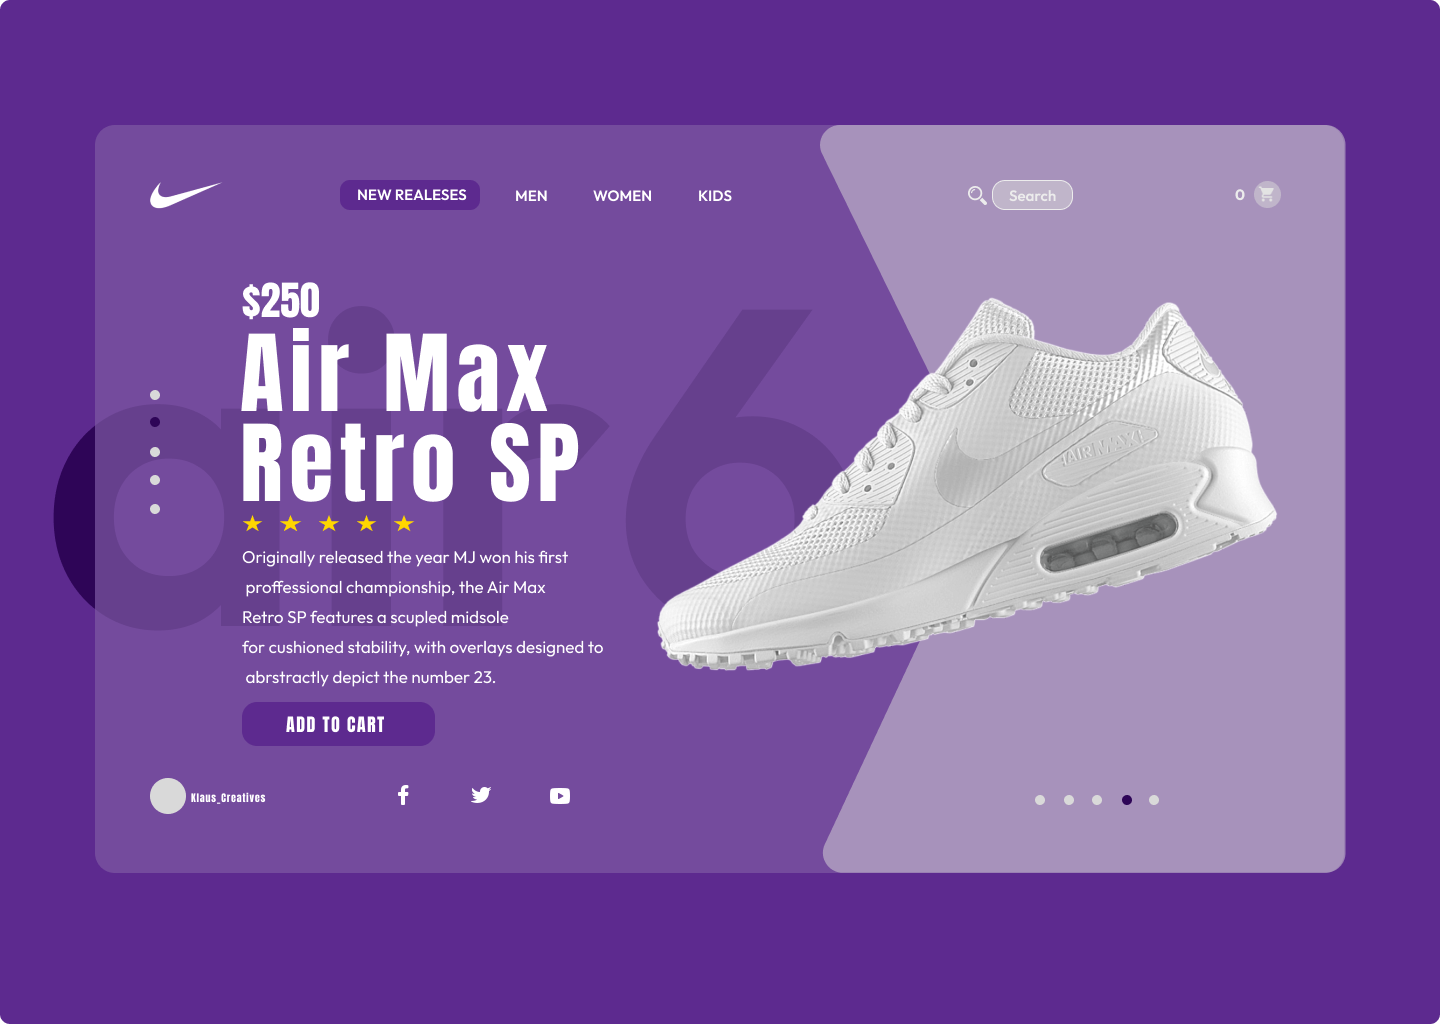 NEW REALESES
MEN
WOMEN
KIDS
Search
0
$250
Air Max
Retro SP
air6
AIR MAX
Originally released the year MJ won his first
proffessional championship, the Air Max
Retro SP features a scupled midsole
for cushioned stability, with overlays designed to
abrstractly depict the number 23.
ADD TO CART
Klaus_Creatives